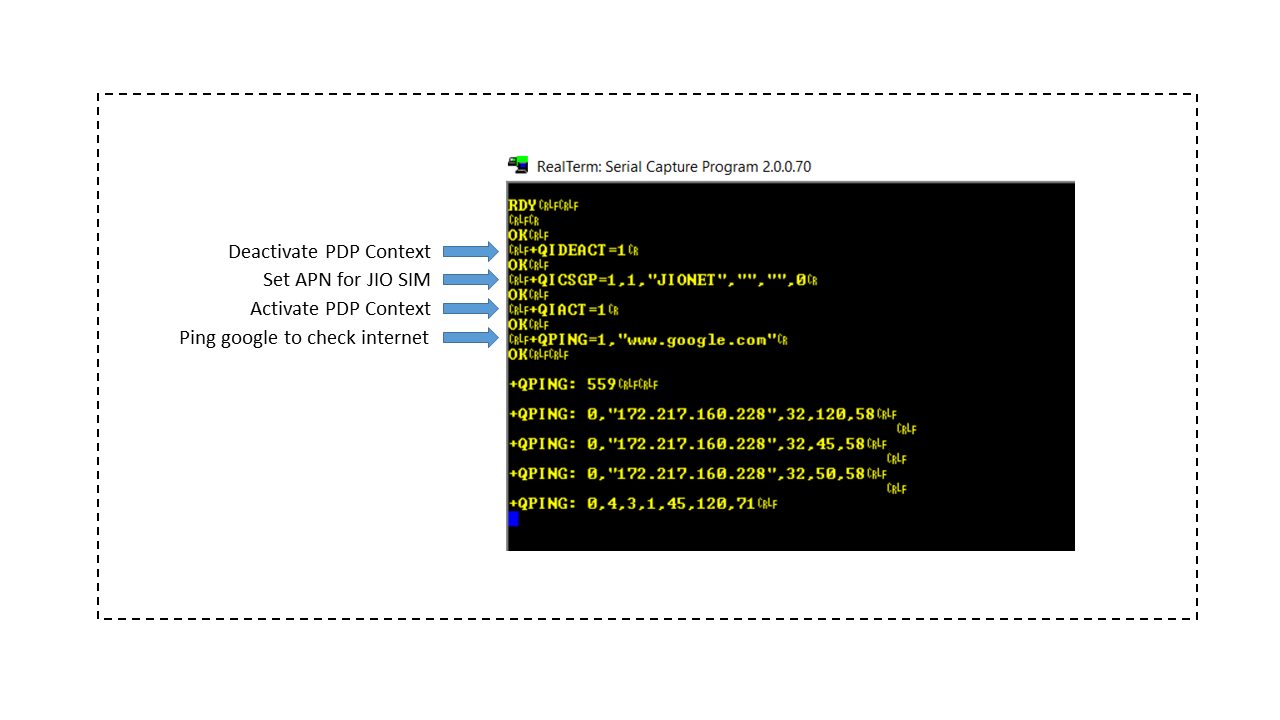 RealTerm: Serial Capture Program 2.0.0.70
RDYCRLFCRLF
CRLFCR
OKCRLF
Deactivate PDP Context
CRLF+QIDEACT=1CR
OKCRLF
Set APN for JIO SIM
CRLF+QICSGP=1,1,"JIONET","","",0CR
OKCRLF
Activate PDP Context
CRLF+QIACT=1CR
OKCRLF
Ping google to check internet
CRLF+QPING=1,"www.google.com"CR
OKCRLFCRLF
+QPING: 559CRLFCRLF
+QPING: 0,"172.217.160.228",32,120,58CRLF
CRLF
+QPING: 0,"172.217.160.228",32,45,58CRLF
CRLF
+QPING: 0,"172.217.160.228",32,50,58CRLF
CRLF
+QPING: 0,4,3,1,45,120,71CRLF